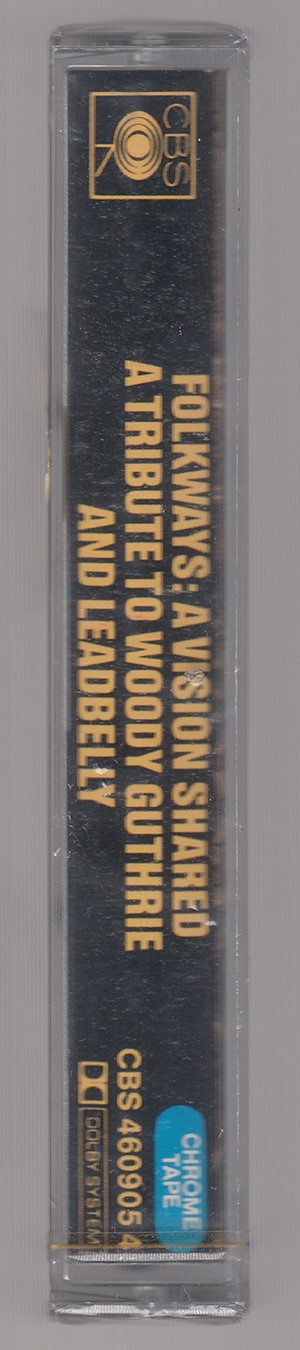 CBS
FOLKWAYS: A VISION SHARED
A TRIBUTE TO WOODY GUTHRIE
AND LEADBELLY
CHROME
TAPE
CBS 460905 4
DOLBY SYSTEM